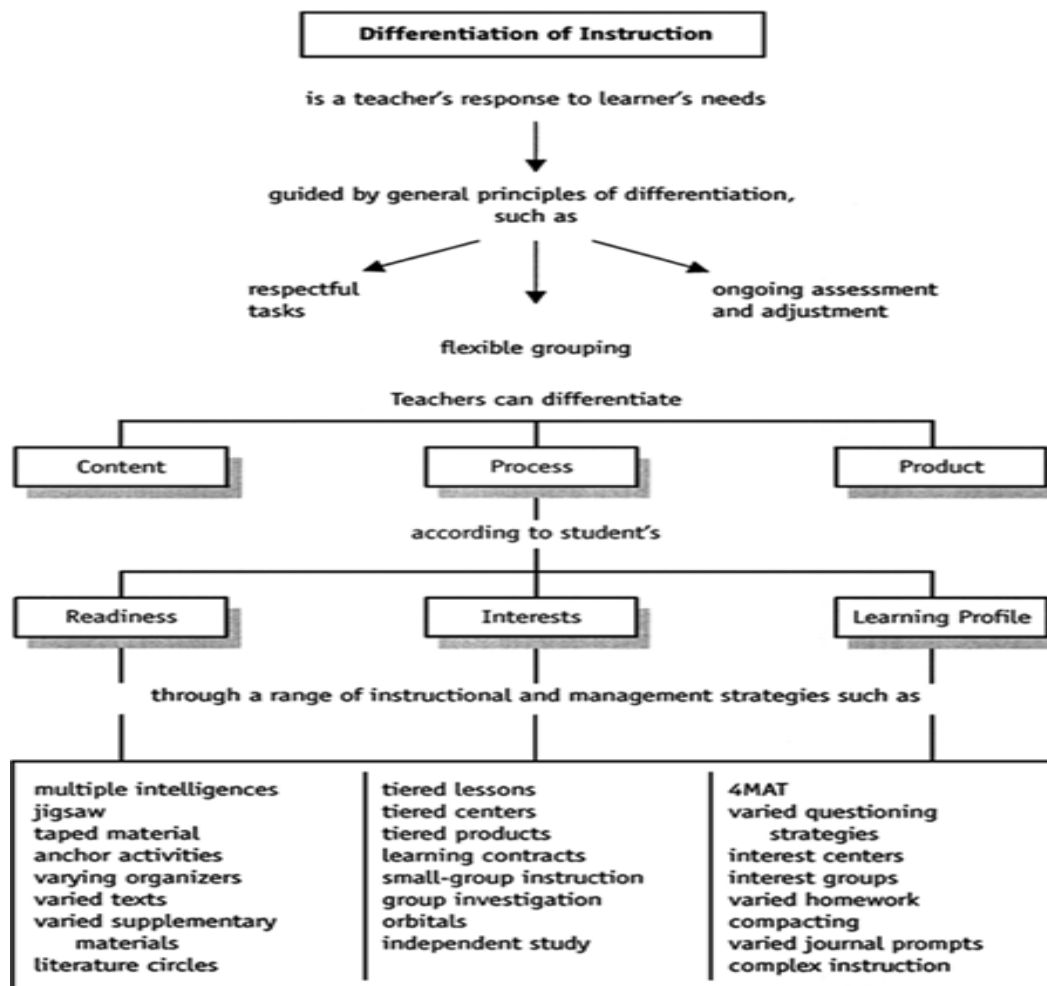 Differentiation of Instruction
is a teacher's response to learner's needs
guided by general principles of differentiation,
such as
respectful
tasks
ongoing assessment
and adjustment
flexible grouping
Teachers can differentiate
Content
Process
Product
according to student's
Readiness
Interests
Learning Profile
through a range of instructional and management strategies such as
multiple intelligences
jigsaw
taped material
anchor activities
varying organizers
varied texts
varied supplementary
materials
literature circles
tiered lessons
tiered centers
tiered products
learning contracts
small-group instruction
group investigation
orbitals
independent study
4MAT
varied questioning
strategies
interest centers
interest groups
varied homework
compacting
varied journal prompts
complex instruction